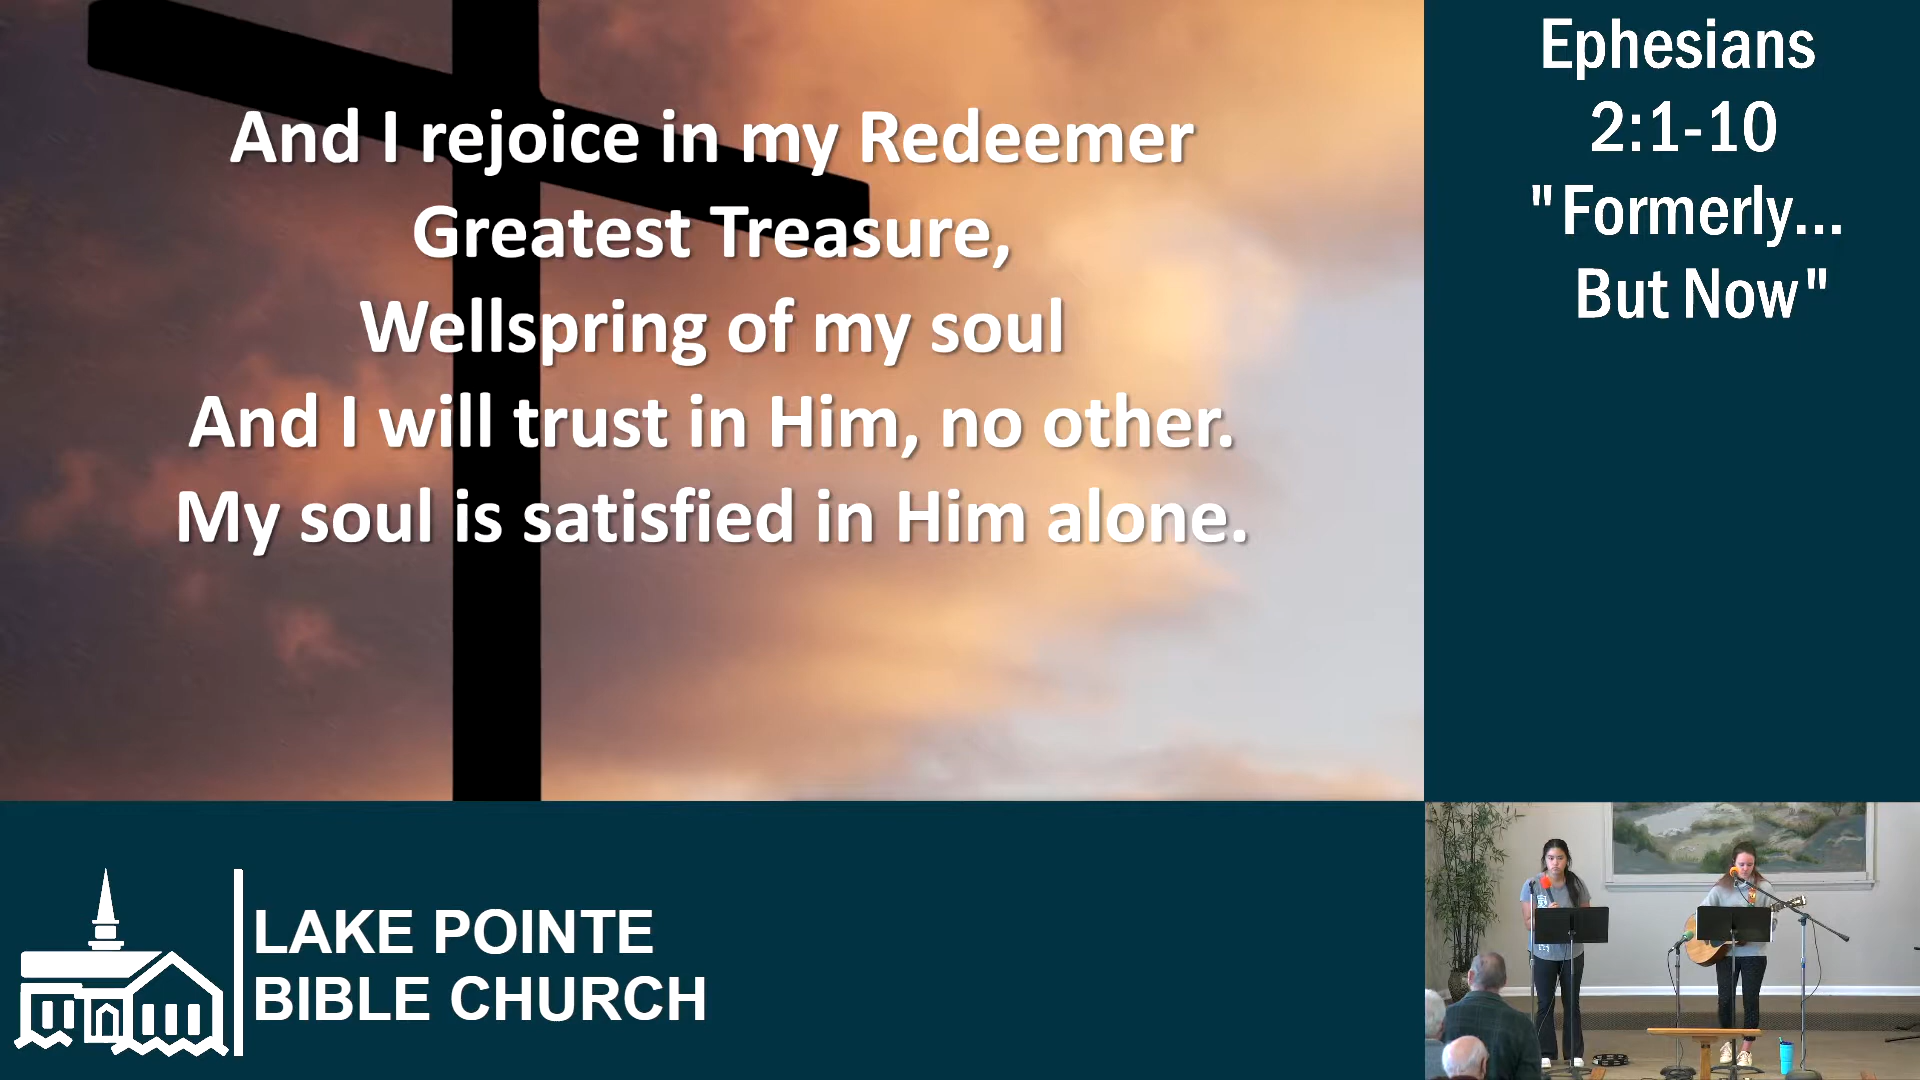 And I rejoice in my Redeemer
Greatest Treasure,
Wellspring of my soul
And I will trust in Him, no other.
My soul is satisfied in Him alone.
Ephesians
2:1-10
"Formerly...
But Now"
LAKE POINTE
BIBLE CHURCH